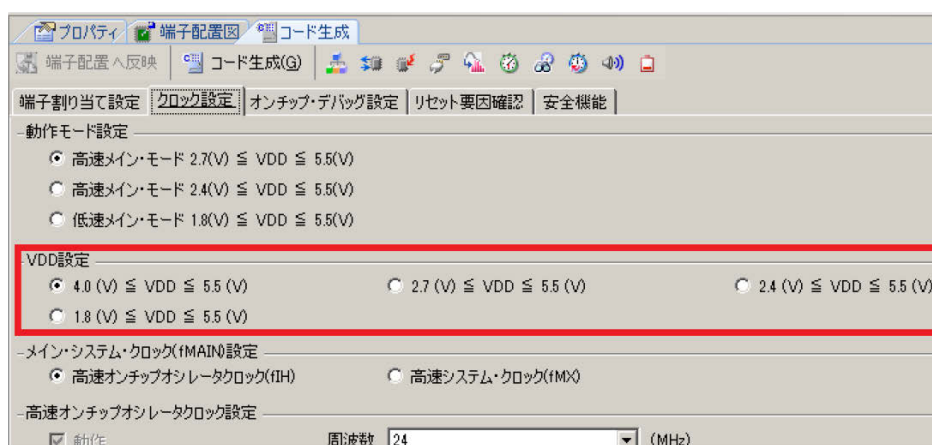 プロパティ 端子配置図 コード生成
端子配置へ反映 コード生成(G)
端子割り当て設定 クロック設定 オンチップ・デバッグ設定 リセット要因確認 安全機能
動作モード設定
高速メイン・モード 2.7(V) ≦ VDD ≦ 5.5(V)
高速メイン・モード 2.4(V) ≦ VDD ≦ 5.5(V)
低速メイン・モード 1.8(V) ≦ VDD ≦ 5.5(V)
VDD設定
4.0 (V) ≦ VDD ≦ 5.5 (V) 2.7 (V) ≦ VDD ≦ 5.5 (V) 2.4 (V) ≦ VDD ≦ 5.5 (V)
1.8 (V) ≦ VDD ≦ 5.5 (V)
メイン・システム・クロック(fMAIN)設定
高速オンチップオシレータクロック(fIH) 高速システム・クロック(fMX)
高速オンチップオシレータクロック設定
動作 周波数 24 (MHz)